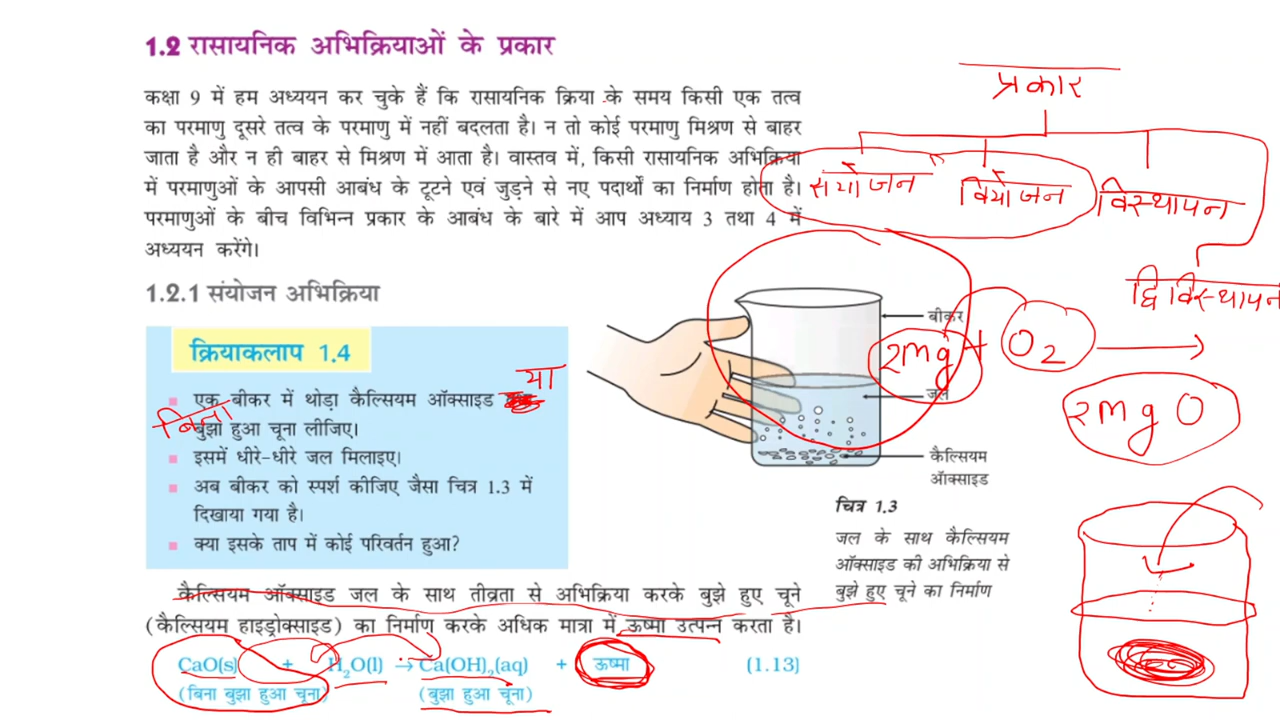 1.2 रासायनिक अभिक्रियाओं के प्रकार
कक्षा 9 में हम अध्ययन कर चुके हैं कि रासायनिक क्रिया के समय किसी एक तत्व
का परमाणु दूसरे तत्व के परमाणु में नहीं बदलता है। न तो कोई परमाणु मिश्रण से बाहर
जाता है और न ही बाहर से मिश्रण में आता है। वास्तव में, किसी रासायनिक अभिक्रिया
में परमाणुओं के आपसी आबंध के टूटने एवं जुड़ने से नए पदार्थों का निर्माण होता है।
परमाणुओं के बीच विभिन्न प्रकार के आबंध के बारे में आप अध्याय 3 तथा 4 में
अध्ययन करेंगे।
प्रकार
संयोजन वियोजन विस्थापन
द्विविस्थापन
1.2.1 संयोजन अभिक्रिया
क्रियाकलाप 1.4
एक बीकर में थोड़ा कैल्सियम ऑक्साइड या
बिना बुझा हुआ चूना लीजिए।
इसमें धीरे-धीरे जल मिलाइए।
अब बीकर को स्पर्श कीजिए जैसा चित्र 1.3 में
दिखाया गया है।
क्या इसके ताप में कोई परिवर्तन हुआ?
बीकर
जल
कैल्सियम
ऑक्साइड
2mg + O2 →
2mgO
चित्र 1.3
जल के साथ कैल्सियम
ऑक्साइड की अभिक्रिया से
बुझे हुए चूने का निर्माण
कैल्सियम ऑक्साइड जल के साथ तीव्रता से अभिक्रिया करके बुझे हुए चूने
(कैल्सियम हाइड्रोक्साइड) का निर्माण करके अधिक मात्रा में ऊष्मा उत्पन्न करता है।
CaO(s) + H2O(l) → Ca(OH)2(aq) + ऊष्मा (1.13)
(बिना बुझा हुआ चूना) (बुझा हुआ चूना)